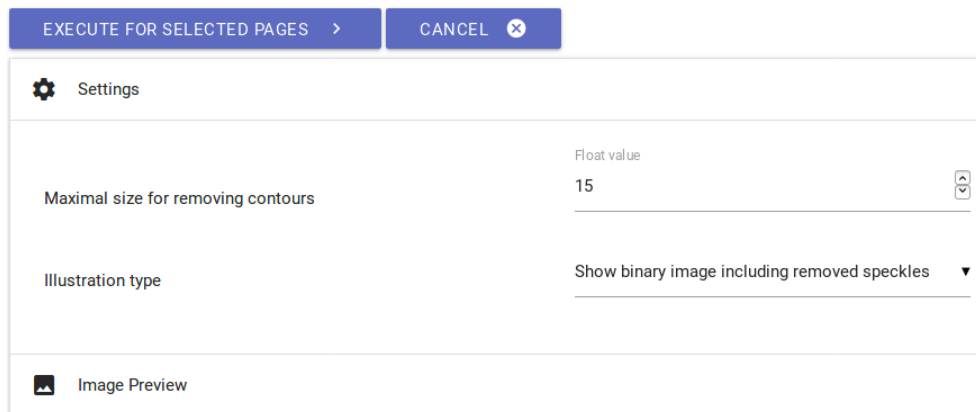 EXECUTE FOR SELECTED PAGES CANCEL
Settings
Float value
Maximal size for removing contours 15
Illustration type Show binary image including removed speckles
Image Preview